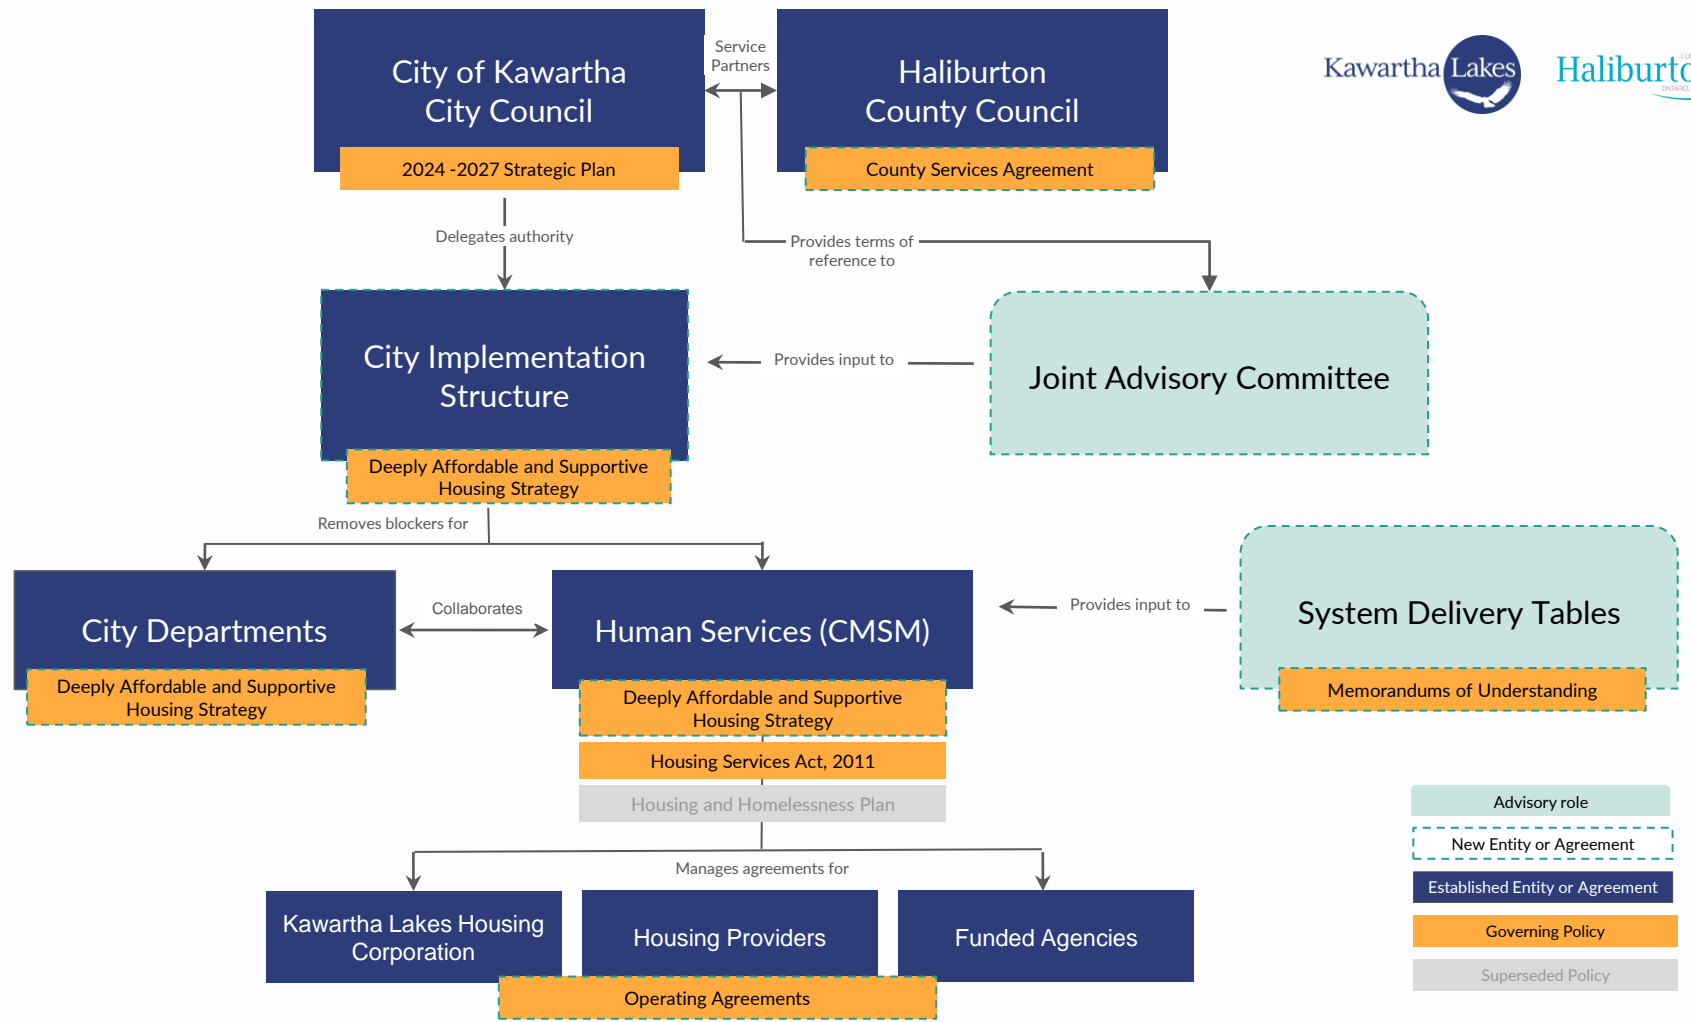 City of Kawartha
City Council
2024 -2027 Strategic Plan
Service
Partners
Haliburton
County Council
County Services Agreement
Kawartha Lakes
Delegates authority
Provides terms of
reference to
City Implementation
Structure
Deeply Affordable and Supportive
Housing Strategy
Provides input to
Joint Advisory Committee
Removes blockers for
City Departments
Deeply Affordable and Supportive
Housing Strategy
Collaborates
Human Services (CMSM)
Deeply Affordable and Supportive
Housing Strategy
Housing Services Act, 2011
Housing and Homelessness Plan
Provides input to
System Delivery Tables
Memorandums of Understanding
Manages agreements for
Kawartha Lakes Housing
Corporation
Housing Providers
Funded Agencies
Operating Agreements
Advisory role
New Entity or Agreement
Established Entity or Agreement
Governing Policy
Superseded Policy